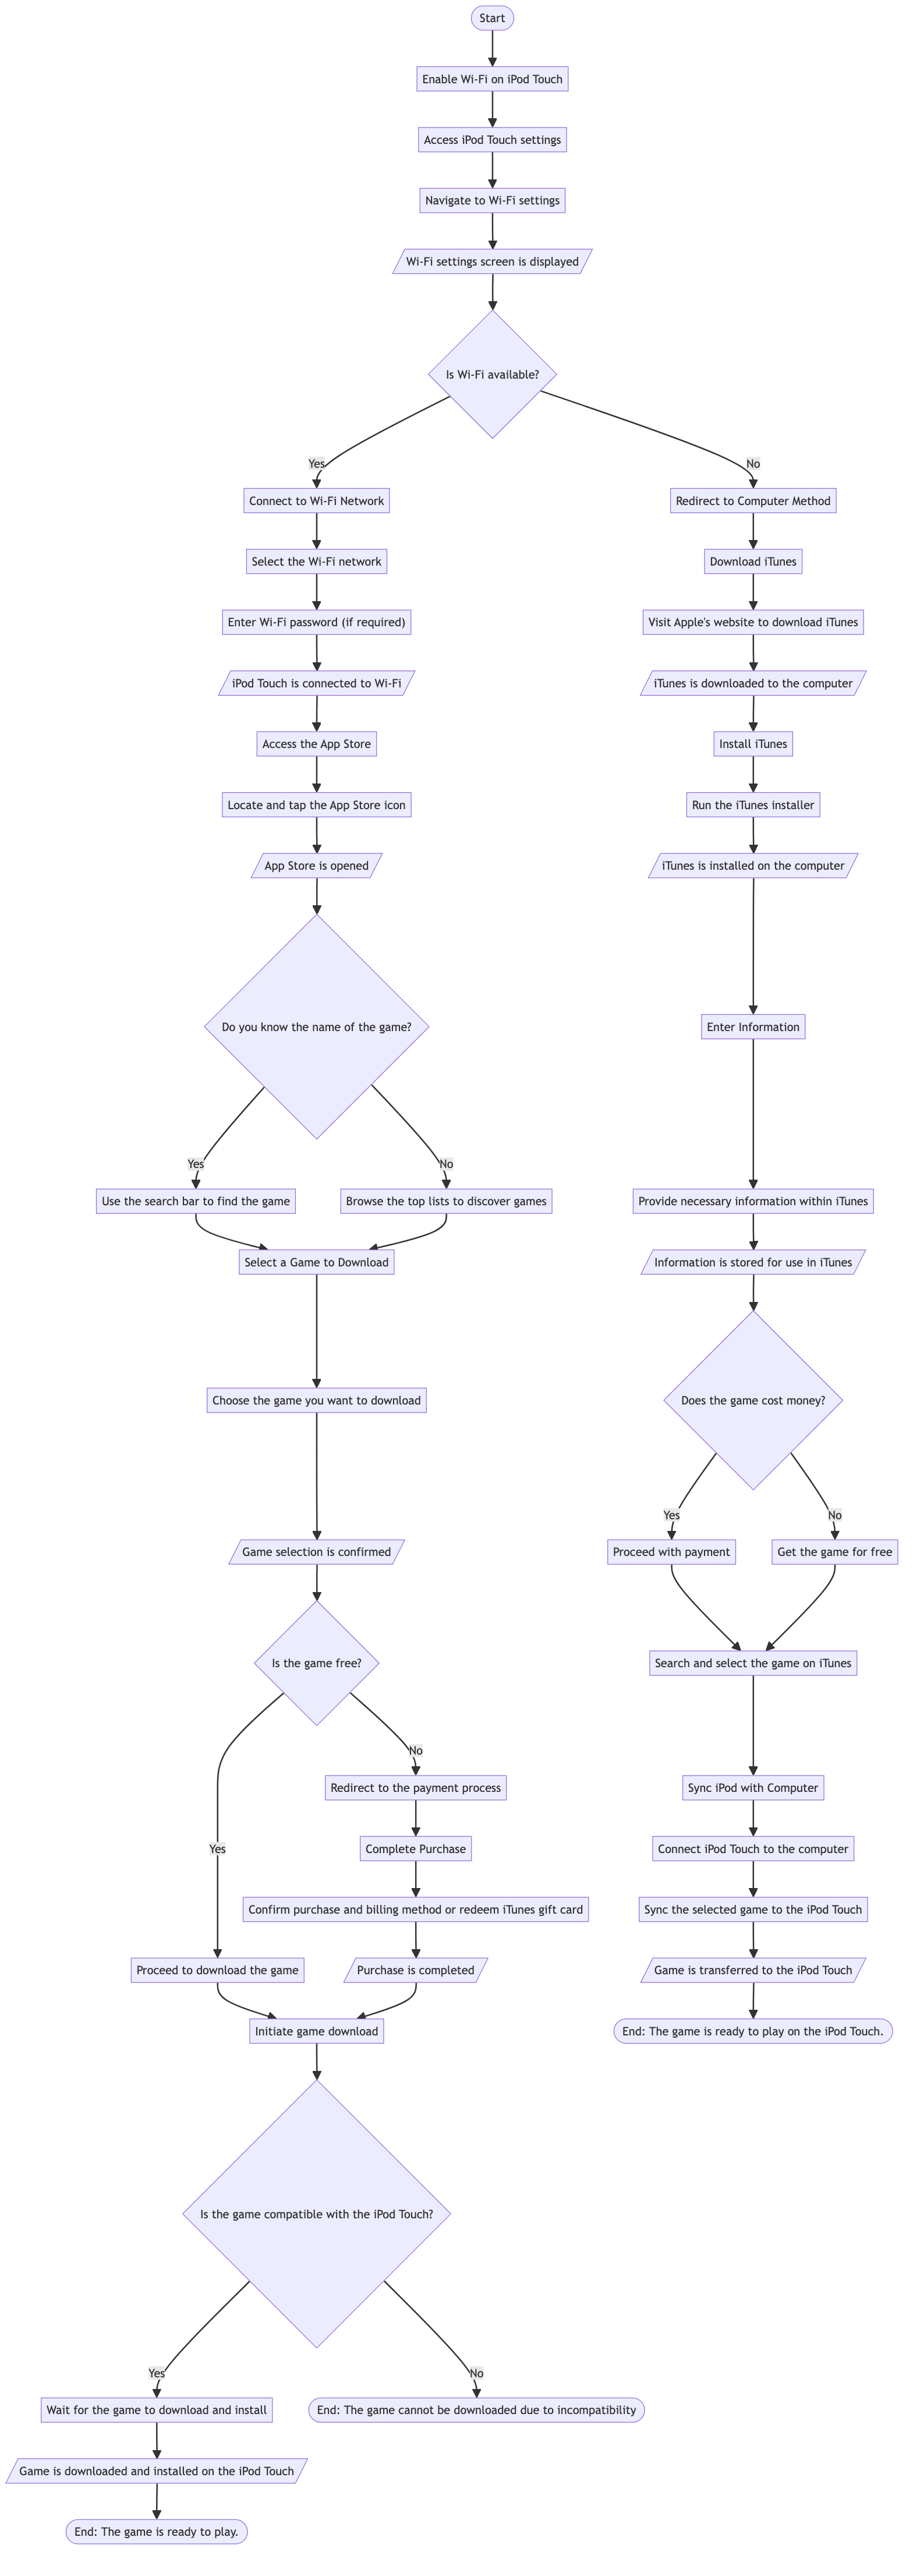 Start
Enable Wi-Fi on iPod Touch
Access iPod Touch settings
Navigate to Wi-Fi settings
Wi-Fi settings screen is displayed
Is Wi-Fi available?
Yes
No
Connect to Wi-Fi Network
Redirect to Computer Method
Select the Wi-Fi network
Download iTunes
Enter Wi-Fi password (if required)
Visit Apple's website to download iTunes
iPod Touch is connected to Wi-Fi
iTunes is downloaded to the computer
Access the App Store
Install iTunes
Locate and tap the App Store icon
Run the iTunes installer
App Store is opened
iTunes is installed on the computer
Do you know the name of the game?
Enter Information
Yes
No
Use the search bar to find the game
Browse the top lists to discover games
Provide necessary information within iTunes
Select a Game to Download
Information is stored for use in iTunes
Choose the game you want to download
Does the game cost money?
Yes
No
Game selection is confirmed
Proceed with payment
Get the game for free
Is the game free?
Search and select the game on iTunes
No
Redirect to the payment process
Sync iPod with Computer
Yes
Complete Purchase
Connect iPod Touch to the computer
Confirm purchase and billing method or redeem iTunes gift card
Sync the selected game to the iPod Touch
Proceed to download the game
Purchase is completed
Game is transferred to the iPod Touch
Initiate game download
End: The game is ready to play on the iPod Touch.
Is the game compatible with the iPod Touch?
Yes
No
Wait for the game to download and install
End: The game cannot be downloaded due to incompatibility
Game is downloaded and installed on the iPod Touch
End: The game is ready to play.